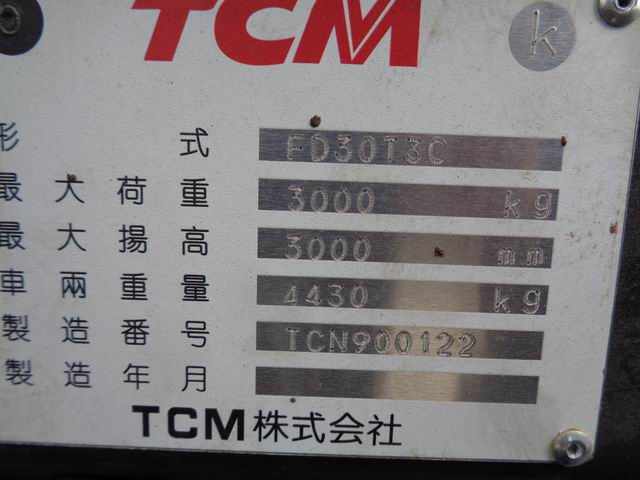 TCM
k
形式 FD30T3C
最大荷重 3000 kg
最大揚高 3000 mm
車両重量 4430 kg
製造番号 TCN900122
製造年月
TCM株式会社